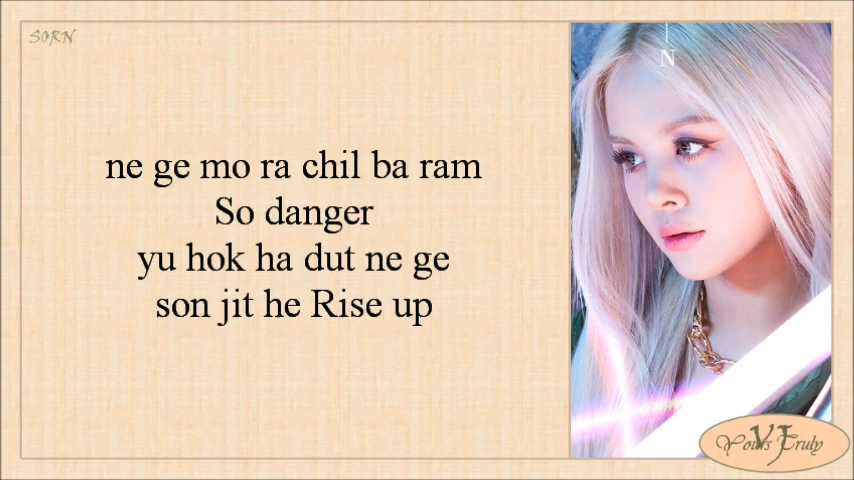 SORN
ne ge mo ra chil ba ram
So danger
yu hok ha dut ne ge
son jit he Rise up
N
Yours Truly
VJ